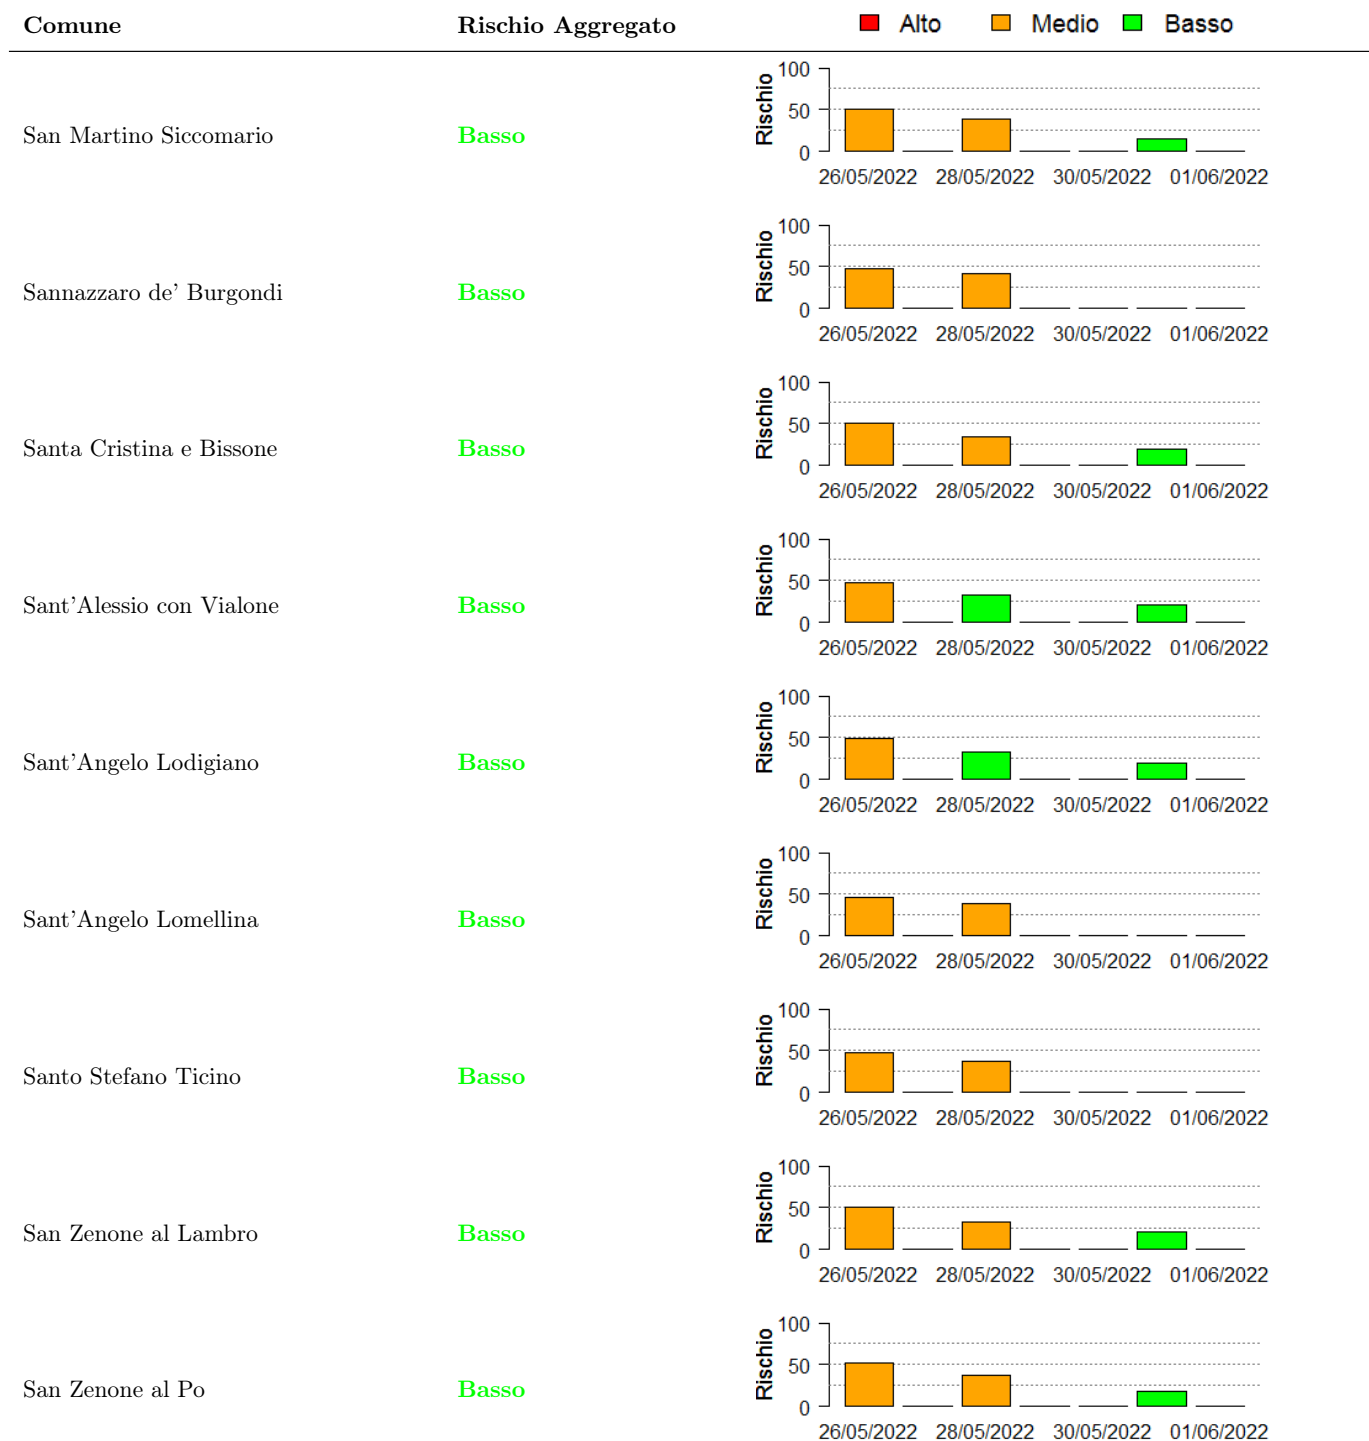 Comune Rischio Aggregato Alto Medio Basso
100
Rischio
50
San Martino Siccomario Basso
0
26/05/2022 28/05/2022 30/05/2022 01/06/2022
100
Rischio
50
Sannazzaro de' Burgondi Basso
0
26/05/2022 28/05/2022 30/05/2022 01/06/2022
100
Rischio
50
Santa Cristina e Bissone Basso
0
26/05/2022 28/05/2022 30/05/2022 01/06/2022
100
Rischio
50
Sant'Alessio con Vialone Basso
0
26/05/2022 28/05/2022 30/05/2022 01/06/2022
100
Rischio
50
Sant'Angelo Lodigiano Basso
0
26/05/2022 28/05/2022 30/05/2022 01/06/2022
100
Rischio
50
Sant'Angelo Lomellina Basso
0
26/05/2022 28/05/2022 30/05/2022 01/06/2022
100
Rischio
50
Santo Stefano Ticino Basso
0
26/05/2022 28/05/2022 30/05/2022 01/06/2022
100
Rischio
50
San Zenone al Lambro Basso
0
26/05/2022 28/05/2022 30/05/2022 01/06/2022
100
Rischio
50
San Zenone al Po Basso
0
26/05/2022 28/05/2022 30/05/2022 01/06/2022